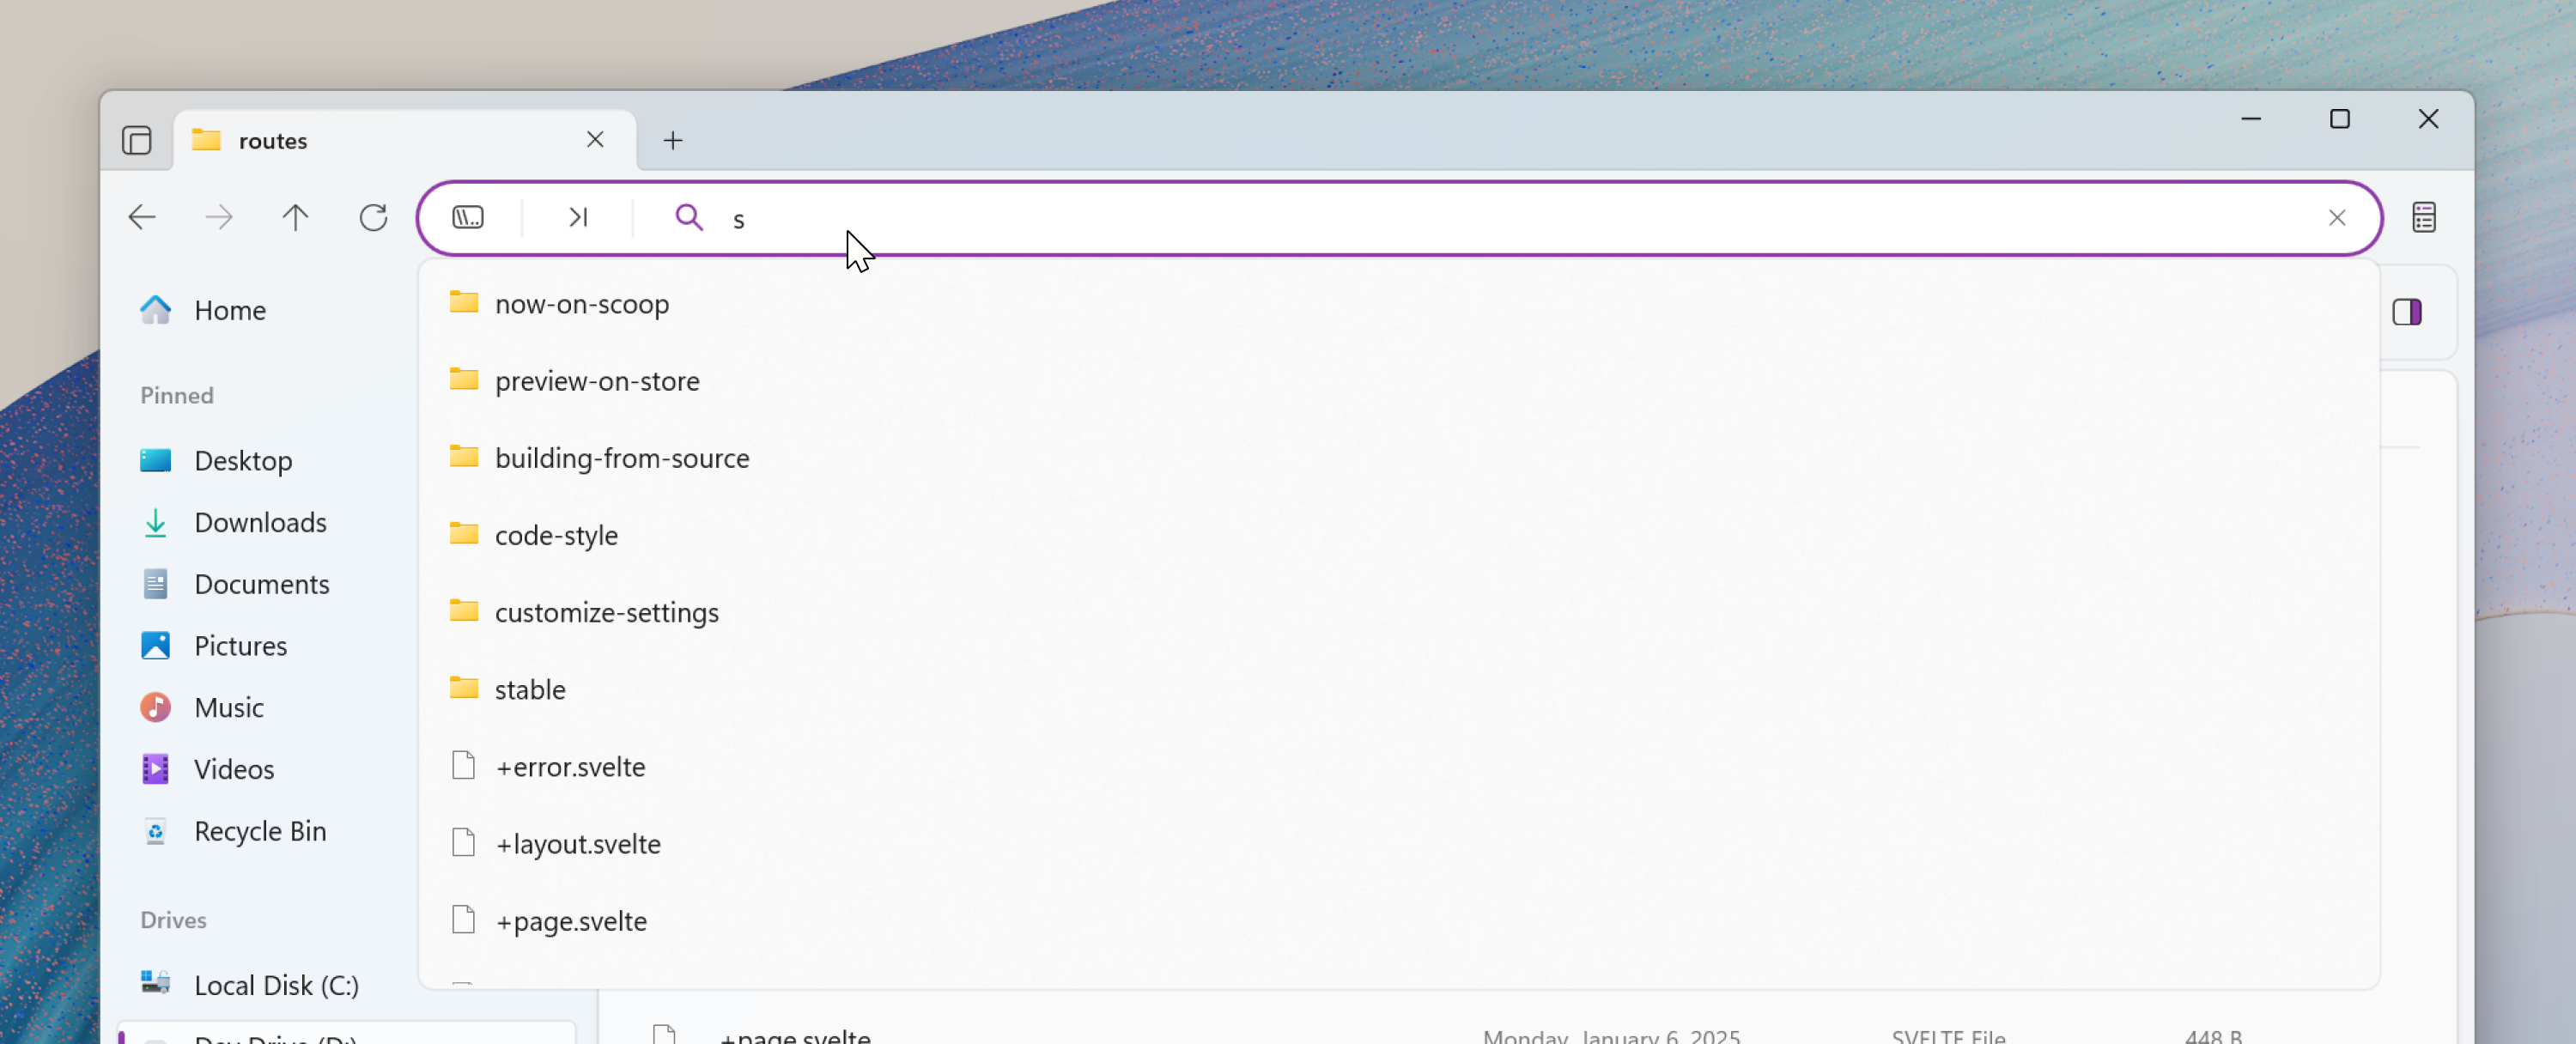 routes
s
Home
Pinned
Desktop
Downloads
Documents
Pictures
Music
Videos
Recycle Bin
Drives
Local Disk (C:)
Dev Drive (D:)
now-on-scoop
preview-on-store
building-from-source
code-style
customize-settings
stable
+error.svelte
+layout.svelte
+page.svelte
+page.svelte Monday, January 6, 2025 SVELTE File 448 B